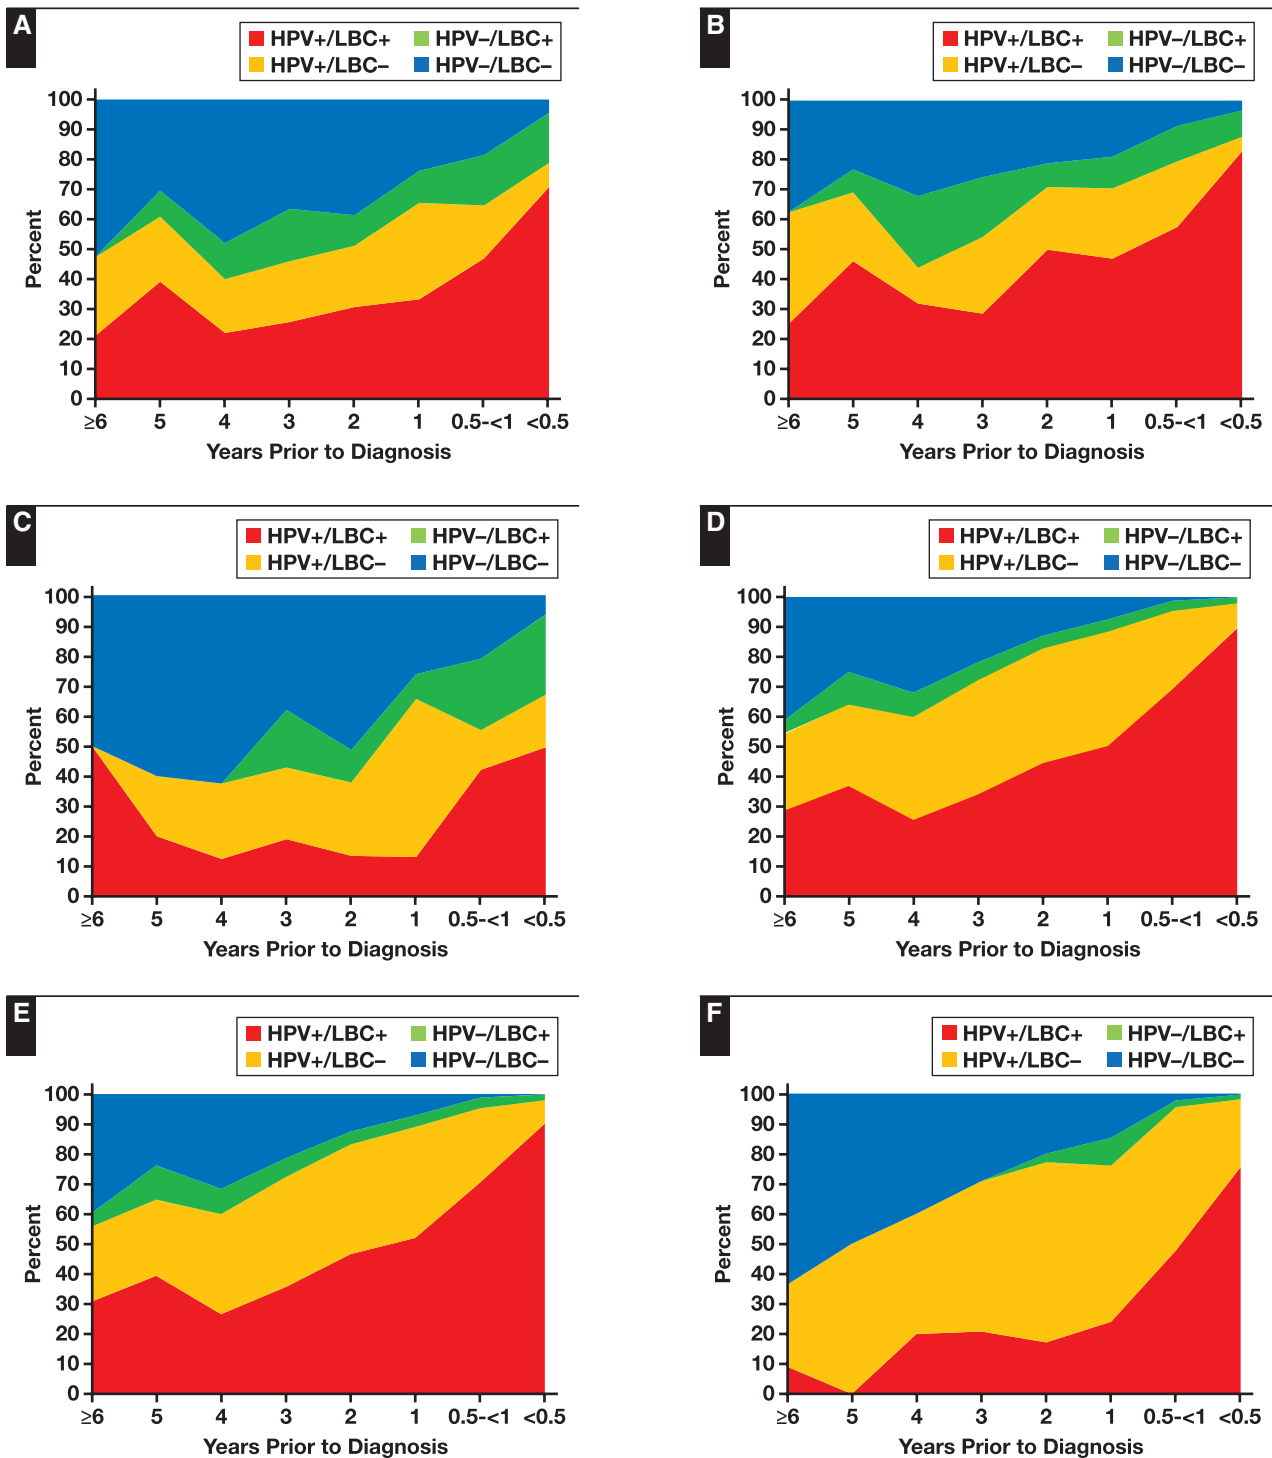 A
HPV+/LBC+ HPV–/LBC+
HPV+/LBC– HPV–/LBC–
100
90
80
70
60
50
40
30
20
10
0
Percent
≥6 5 4 3 2 1 0.5-<1 <0.5
Years Prior to Diagnosis
B
HPV+/LBC+ HPV–/LBC+
HPV+/LBC– HPV–/LBC–
100
90
80
70
60
50
40
30
20
10
0
Percent
≥6 5 4 3 2 1 0.5-<1 <0.5
Years Prior to Diagnosis
C
HPV+/LBC+ HPV–/LBC+
HPV+/LBC– HPV–/LBC–
100
90
80
70
60
50
40
30
20
10
0
Percent
≥6 5 4 3 2 1 0.5-<1 <0.5
Years Prior to Diagnosis
D
HPV+/LBC+ HPV–/LBC+
HPV+/LBC– HPV–/LBC–
100
90
80
70
60
50
40
30
20
10
0
Percent
≥6 5 4 3 2 1 0.5-<1 <0.5
Years Prior to Diagnosis
E
HPV+/LBC+ HPV–/LBC+
HPV+/LBC– HPV–/LBC–
100
90
80
70
60
50
40
30
20
10
0
Percent
≥6 5 4 3 2 1 0.5-<1 <0.5
Years Prior to Diagnosis
F
HPV+/LBC+ HPV–/LBC+
HPV+/LBC– HPV–/LBC–
100
90
80
70
60
50
40
30
20
10
0
Percent
≥6 5 4 3 2 1 0.5-<1 <0.5
Years Prior to Diagnosis